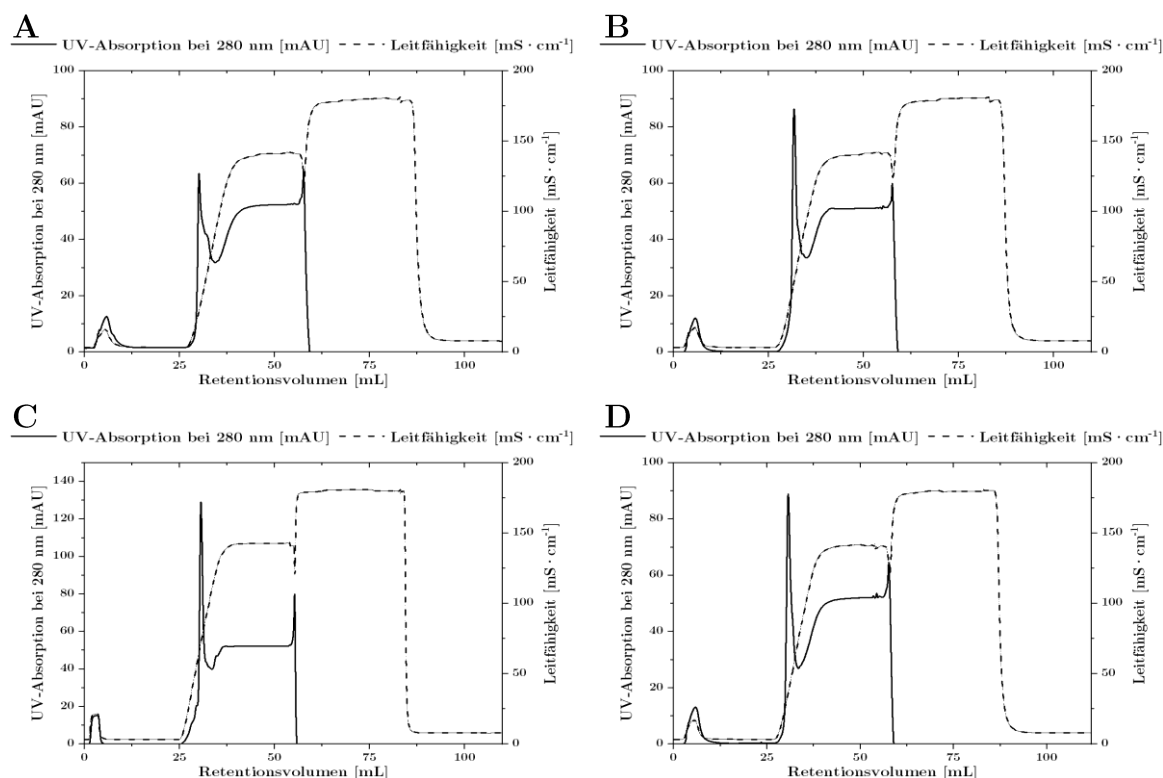 A
B
UV-Absorption bei 280 nm [mAU] Leitfähigkeit [mS · cm⁻¹]
UV-Absorption bei 280 nm [mAU] Leitfähigkeit [mS · cm⁻¹]
UV-Absorption bei 280 nm [mAU]
100
80
60
40
20
0
200
150
100
50
0
Leitfähigkeit [mS · cm⁻¹]
0 25 50 75 100
Retentionsvolumen [mL]
UV-Absorption bei 280 nm [mAU]
100
80
60
40
20
0
200
150
100
50
0
Leitfähigkeit [mS · cm⁻¹]
0 25 50 75 100
Retentionsvolumen [mL]
C
D
UV-Absorption bei 280 nm [mAU] Leitfähigkeit [mS · cm⁻¹]
UV-Absorption bei 280 nm [mAU] Leitfähigkeit [mS · cm⁻¹]
UV-Absorption bei 280 nm [mAU]
140
120
100
80
60
40
20
0
200
150
100
50
0
Leitfähigkeit [mS · cm⁻¹]
0 25 50 75 100
Retentionsvolumen [mL]
UV-Absorption bei 280 nm [mAU]
100
80
60
40
20
0
200
150
100
50
0
Leitfähigkeit [mS · cm⁻¹]
0 25 50 75 100
Retentionsvolumen [mL]